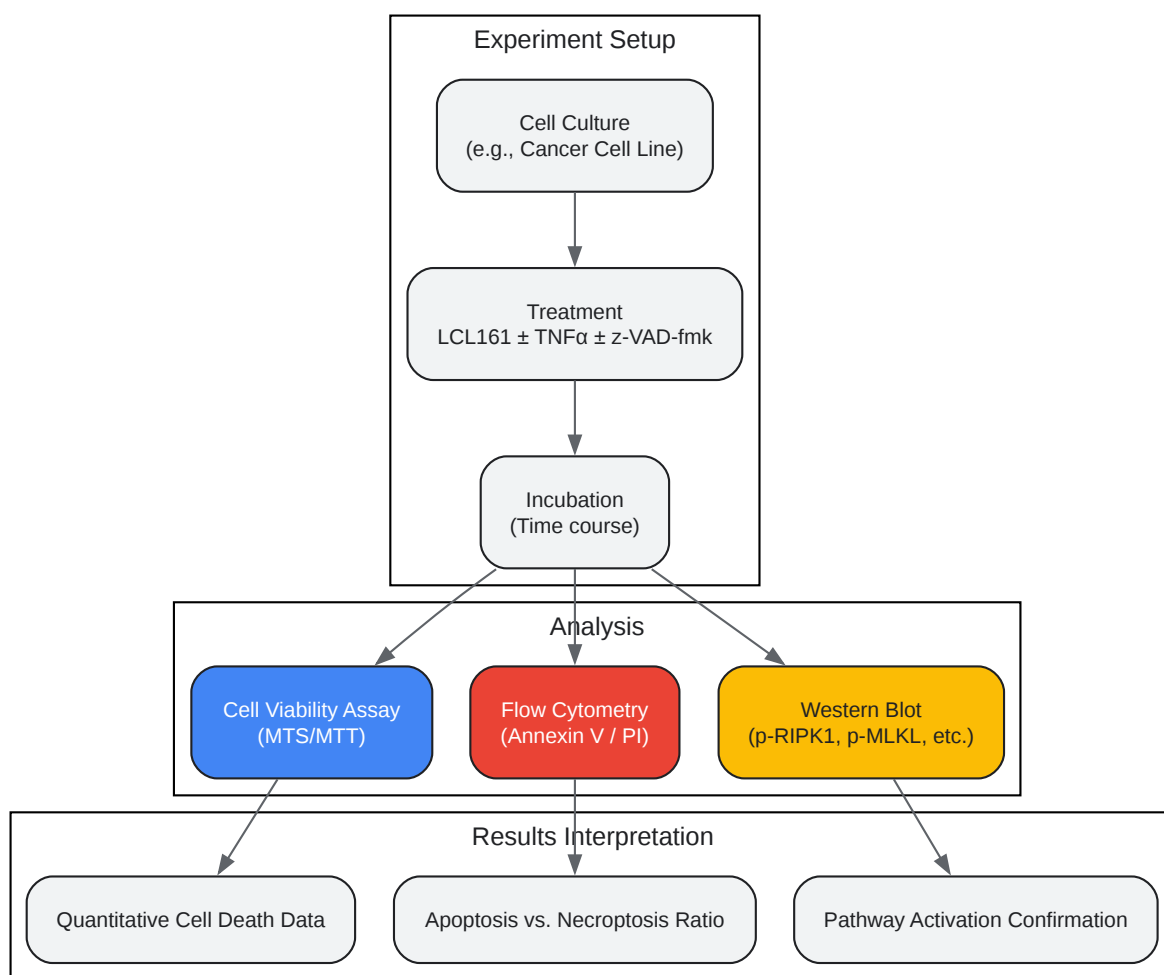 Experiment Setup
Cell Culture
(e.g., Cancer Cell Line)
Treatment
LCL161 ± TNFα ± z-VAD-fmk
Incubation
(Time course)
Analysis
Cell Viability Assay
(MTS/MTT)
Flow Cytometry
(Annexin V / PI)
Western Blot
(p-RIPK1, p-MLKL, etc.)
Results Interpretation
Quantitative Cell Death Data
Apoptosis vs. Necroptosis Ratio
Pathway Activation Confirmation